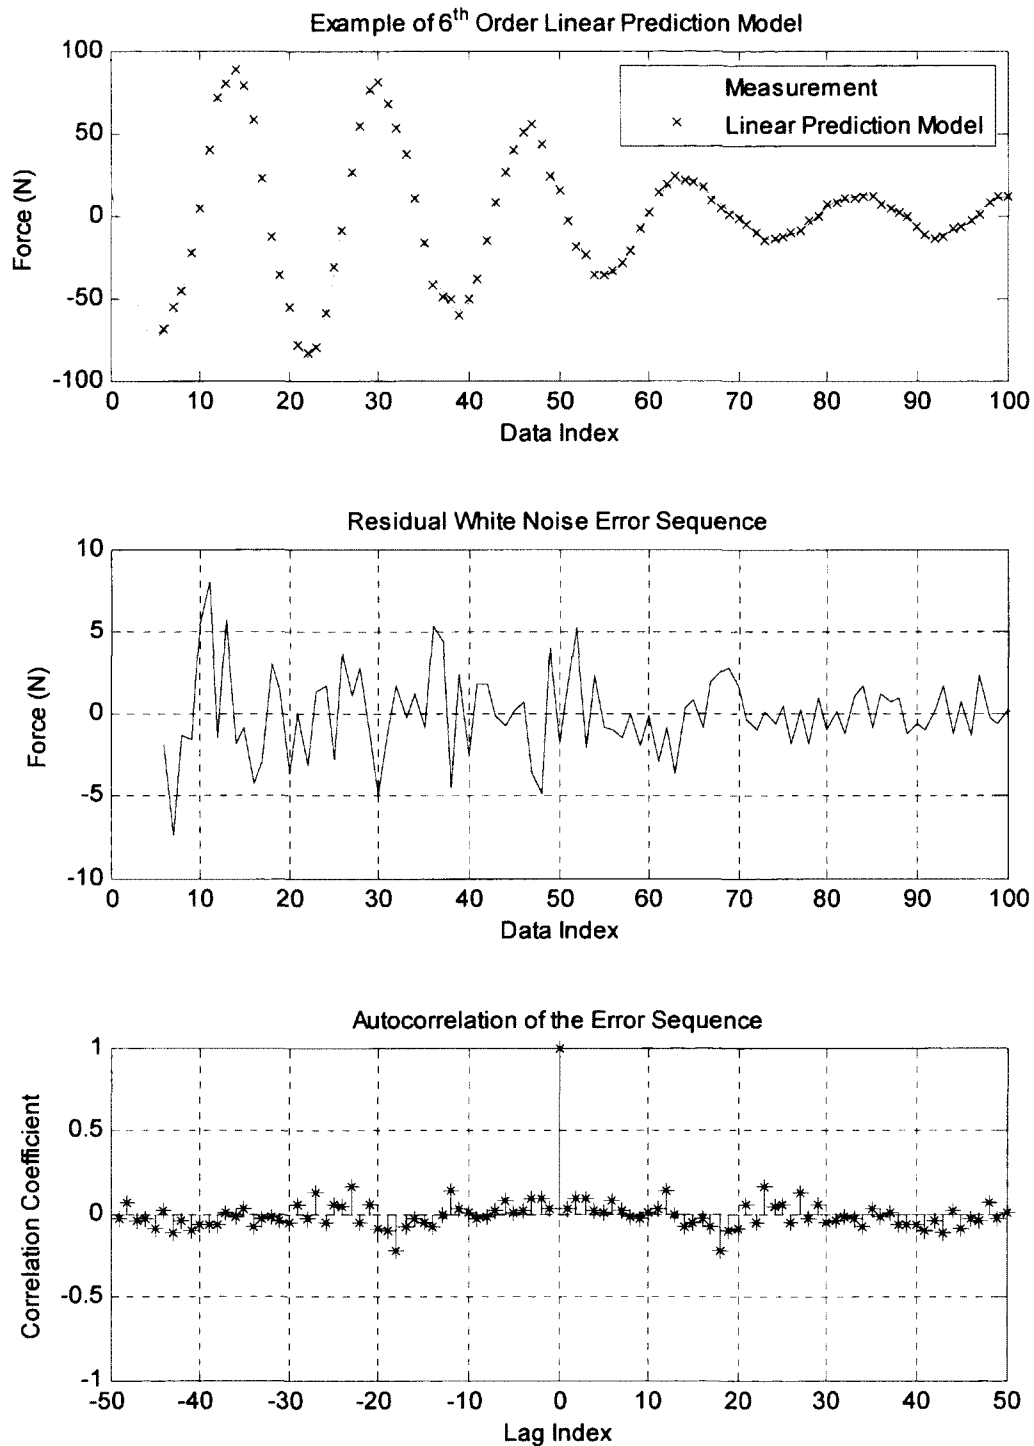 Example of 6th Order Linear Prediction Model
100
50
0
-50
-100
Force (N)
Measurement
× Linear Prediction Model
0 10 20 30 40 50 60 70 80 90 100
Data Index
Residual White Noise Error Sequence
10
5
0
-5
-10
Force (N)
0 10 20 30 40 50 60 70 80 90 100
Data Index
Autocorrelation of the Error Sequence
1
0.5
0
-0.5
-1
Correlation Coefficient
-50 -40 -30 -20 -10 0 10 20 30 40 50
Lag Index